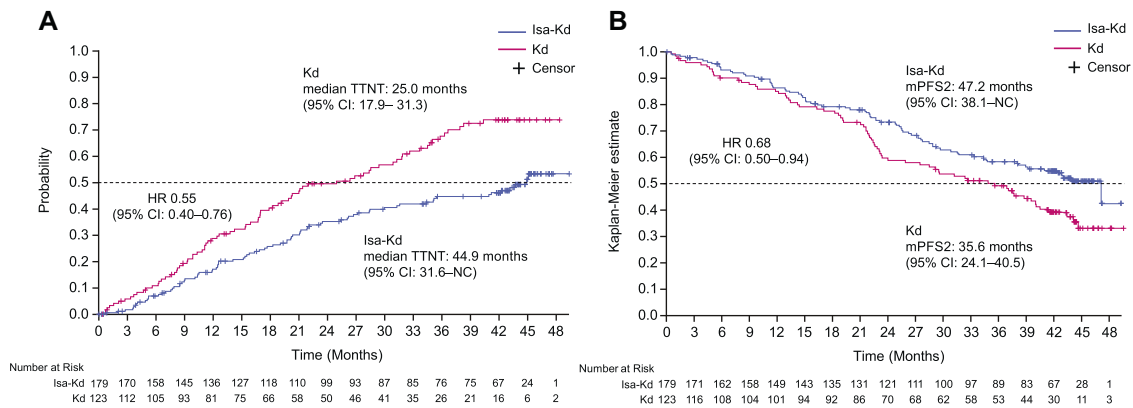 A
Isa-Kd
Kd
Censor
Kd
median TTNT: 25.0 months
(95% CI: 17.9– 31.3)
HR 0.55
(95% CI: 0.40–0.76)
Isa-Kd
median TTNT: 44.9 months
(95% CI: 31.6–NC)
Probability
1.0
0.9
0.8
0.7
0.6
0.5
0.4
0.3
0.2
0.1
0.0
0 3 6 9 12 15 18 21 24 27 30 33 36 39 42 45 48
Time (Months)
Number at Risk
Isa-Kd 179 170 158 145 136 127 118 110 99 93 87 85 76 75 67 24 1
Kd 123 112 105 93 81 75 66 58 50 46 41 35 26 21 16 6 2
B
Isa-Kd
Kd
Censor
Isa-Kd
mPFS2: 47.2 months
(95% CI: 38.1–NC)
HR 0.68
(95% CI: 0.50–0.94)
Kd
mPFS2: 35.6 months
(95% CI: 24.1–40.5)
Kaplan-Meier estimate
1.0
0.9
0.8
0.7
0.6
0.5
0.4
0.3
0.2
0.1
0.0
0 3 6 9 12 15 18 21 24 27 30 33 36 39 42 45 48
Time (Months)
Number at Risk
Isa-Kd 179 171 162 158 149 143 135 131 121 111 100 97 89 83 67 28 1
Kd 123 116 108 104 101 94 92 86 70 68 62 58 53 44 30 11 3